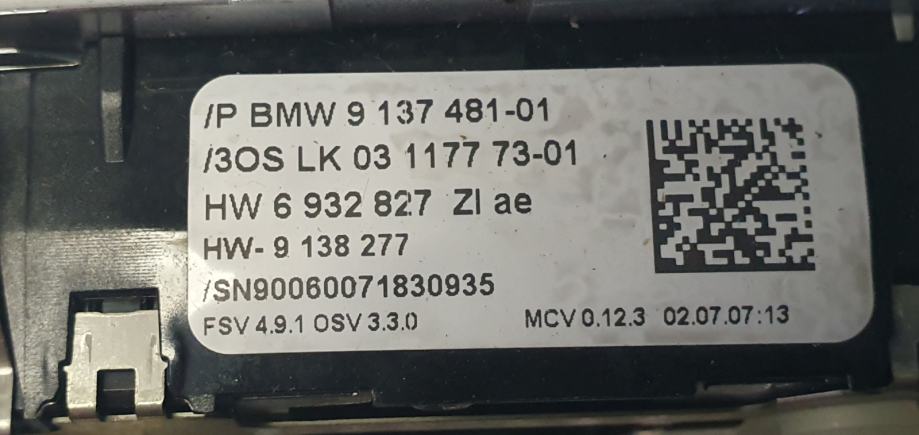 /P BMW 9 137 481-01
/3OS LK 03 1177 73-01
HW 6 932 827 ZI ae
HW- 9 138 277
/SN90060071830935
FSV 4.9.1 OSV 3.3.0 MCV 0.12.3 02.07.07:13